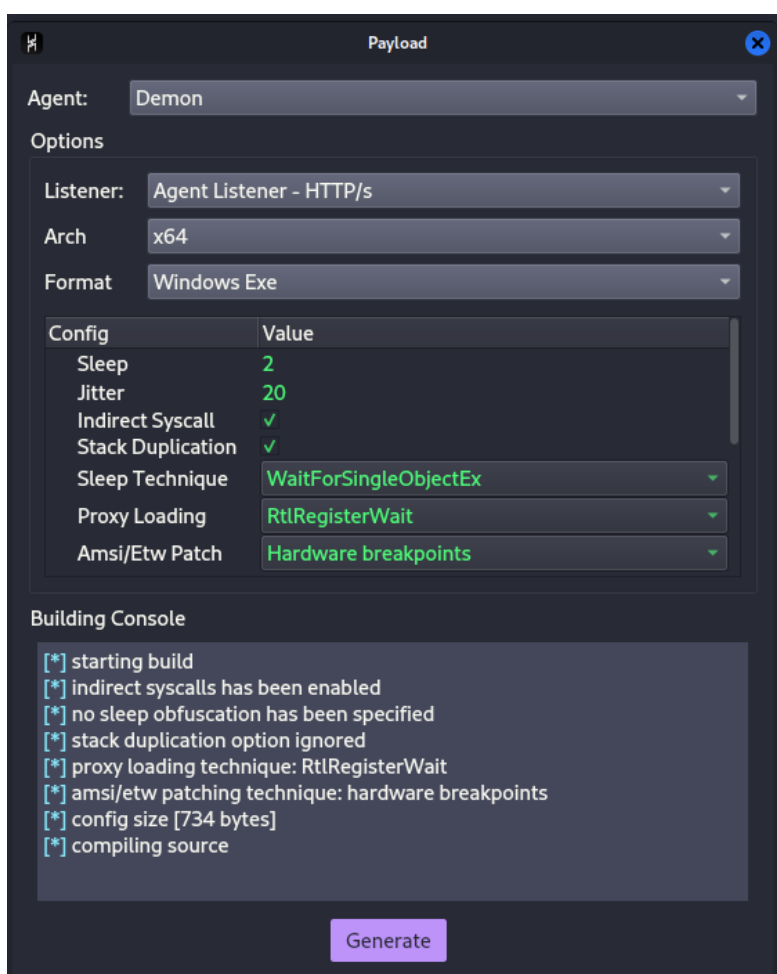 Payload
Agent: Demon
Options
Listener: Agent Listener - HTTP/s
Arch x64
Format Windows Exe
Config Value
Sleep 2
Jitter 20
Indirect Syscall ✓
Stack Duplication ✓
Sleep Technique WaitForSingleObjectEx
Proxy Loading RtlRegisterWait
Amsi/Etw Patch Hardware breakpoints
Building Console
[*] starting build
[*] indirect syscalls has been enabled
[*] no sleep obfuscation has been specified
[*] stack duplication option ignored
[*] proxy loading technique: RtlRegisterWait
[*] amsi/etw patching technique: hardware breakpoints
[*] config size [734 bytes]
[*] compiling source
Generate